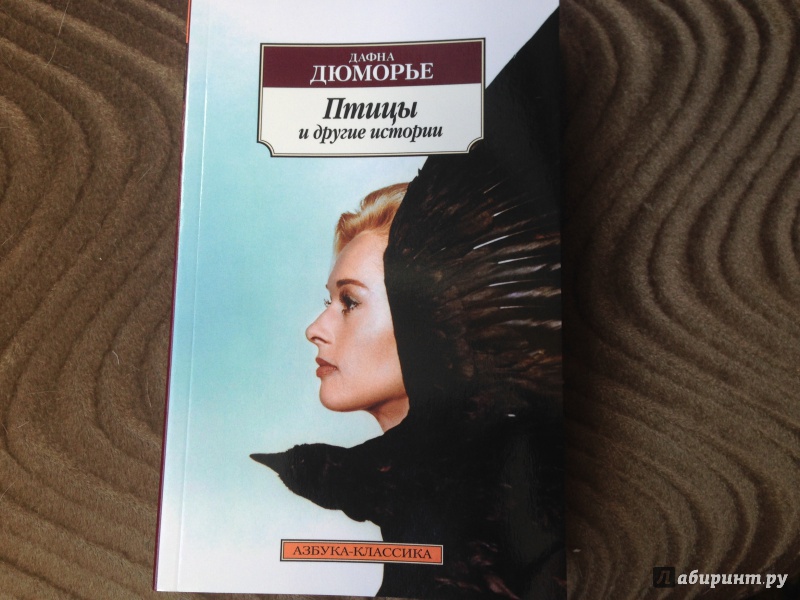 ДАФНА
ДЮМОРЬЕ
Птицы
и другие истории
АЗБУКА-КЛАССИКА
Лабиринт.ру